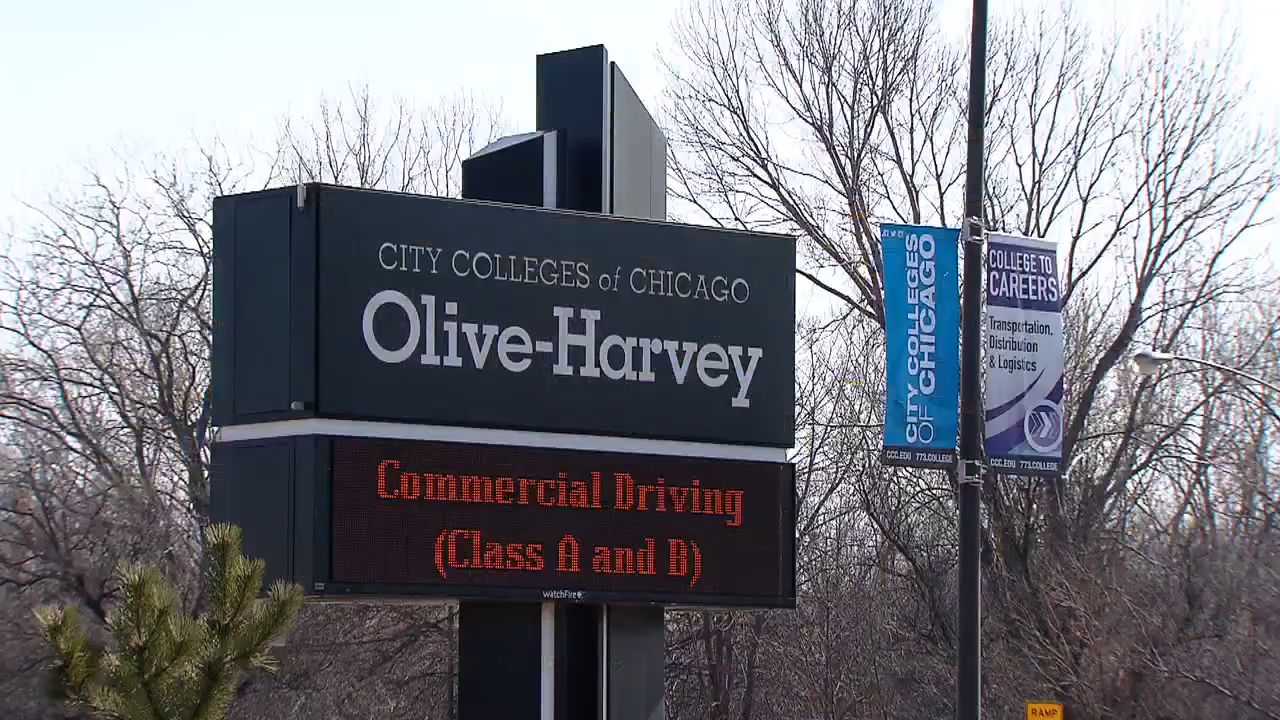 CITY COLLEGES of CHICAGO
Olive-Harvey
Commercial Driving
(Class A and B)
watchFire
CITY COLLEGES
OF CHICAGO
CCC.EDU 773.COLLEGE
COLLEGE TO
CAREERS
Transportation,
Distribution
& Logistics
CCC.EDU 773.COLLEGE
RAMP